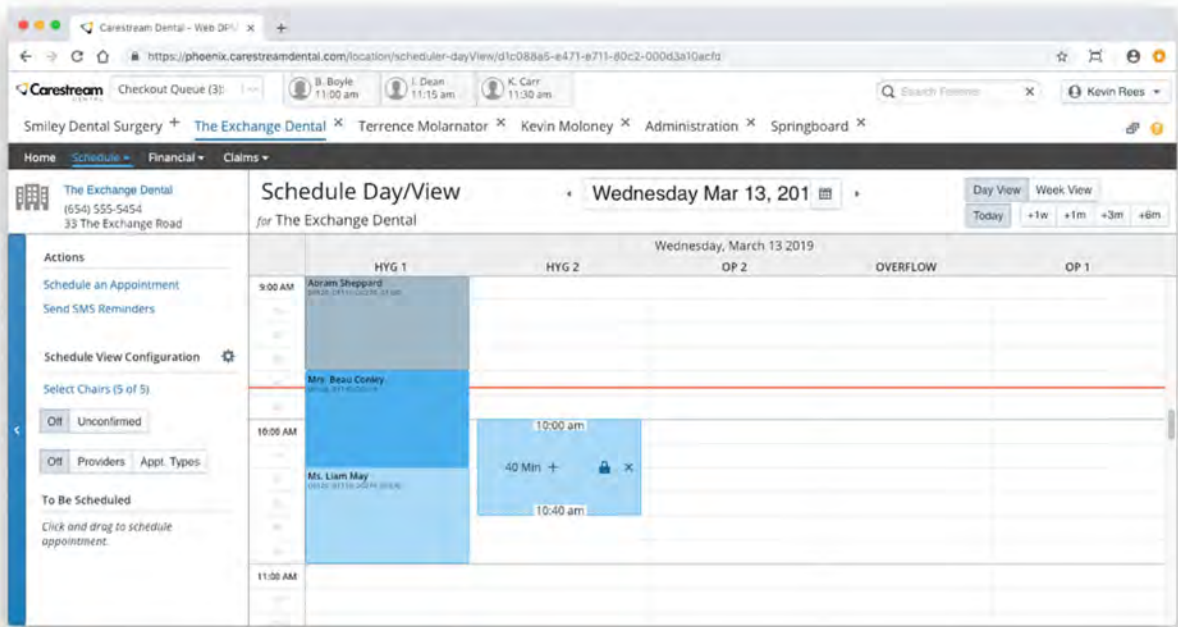 Carestream Dental - Web DPM
https://phoenix.carestreamdental.com/location/scheduler-dayView/d1c088a5-e471-e711-80c2-000d3a10acfd
Carestream
DENTAL
Checkout Queue (3):
B. Boyle
11:00 am
I. Dean
11:15 am
K. Carr
11:30 am
Search
Kevin Rees
Smiley Dental Surgery + The Exchange Dental × Terrence Molarnator × Kevin Moloney × Administration × Springboard ×
Home Schedule Financial Claims
The Exchange Dental
(654) 555-5454
33 The Exchange Road
Schedule Day/View
for The Exchange Dental
Wednesday Mar 13, 201
Day View Week View
Today +1w +1m +3m +6m
Actions
Schedule an Appointment
Send SMS Reminders
Schedule View Configuration
Select Chairs (5 of 5)
Off Unconfirmed
Off Providers Appt. Types
To Be Scheduled
Click and drag to schedule
appointment.
Wednesday, March 13 2019
HYG 1 HYG 2 OP 2 OVERFLOW OP 1
9:00 AM
Abram Sheppard
Mrs. Beau Conley
10:00 AM
10:00 am
40 Min +
10:40 am
Ms. Liam May
11:00 AM